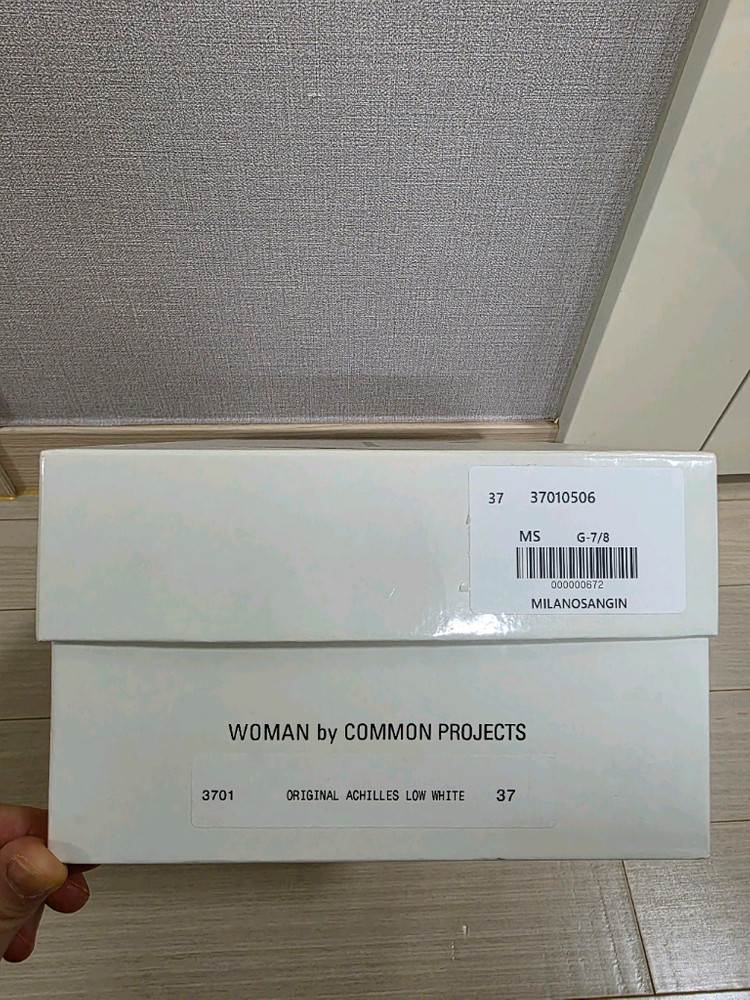 37 37010506
MS G-7/8
000000672
MILANOSANGIN
WOMAN by COMMON PROJECTS
3701 ORIGINAL ACHILLES LOW WHITE 37